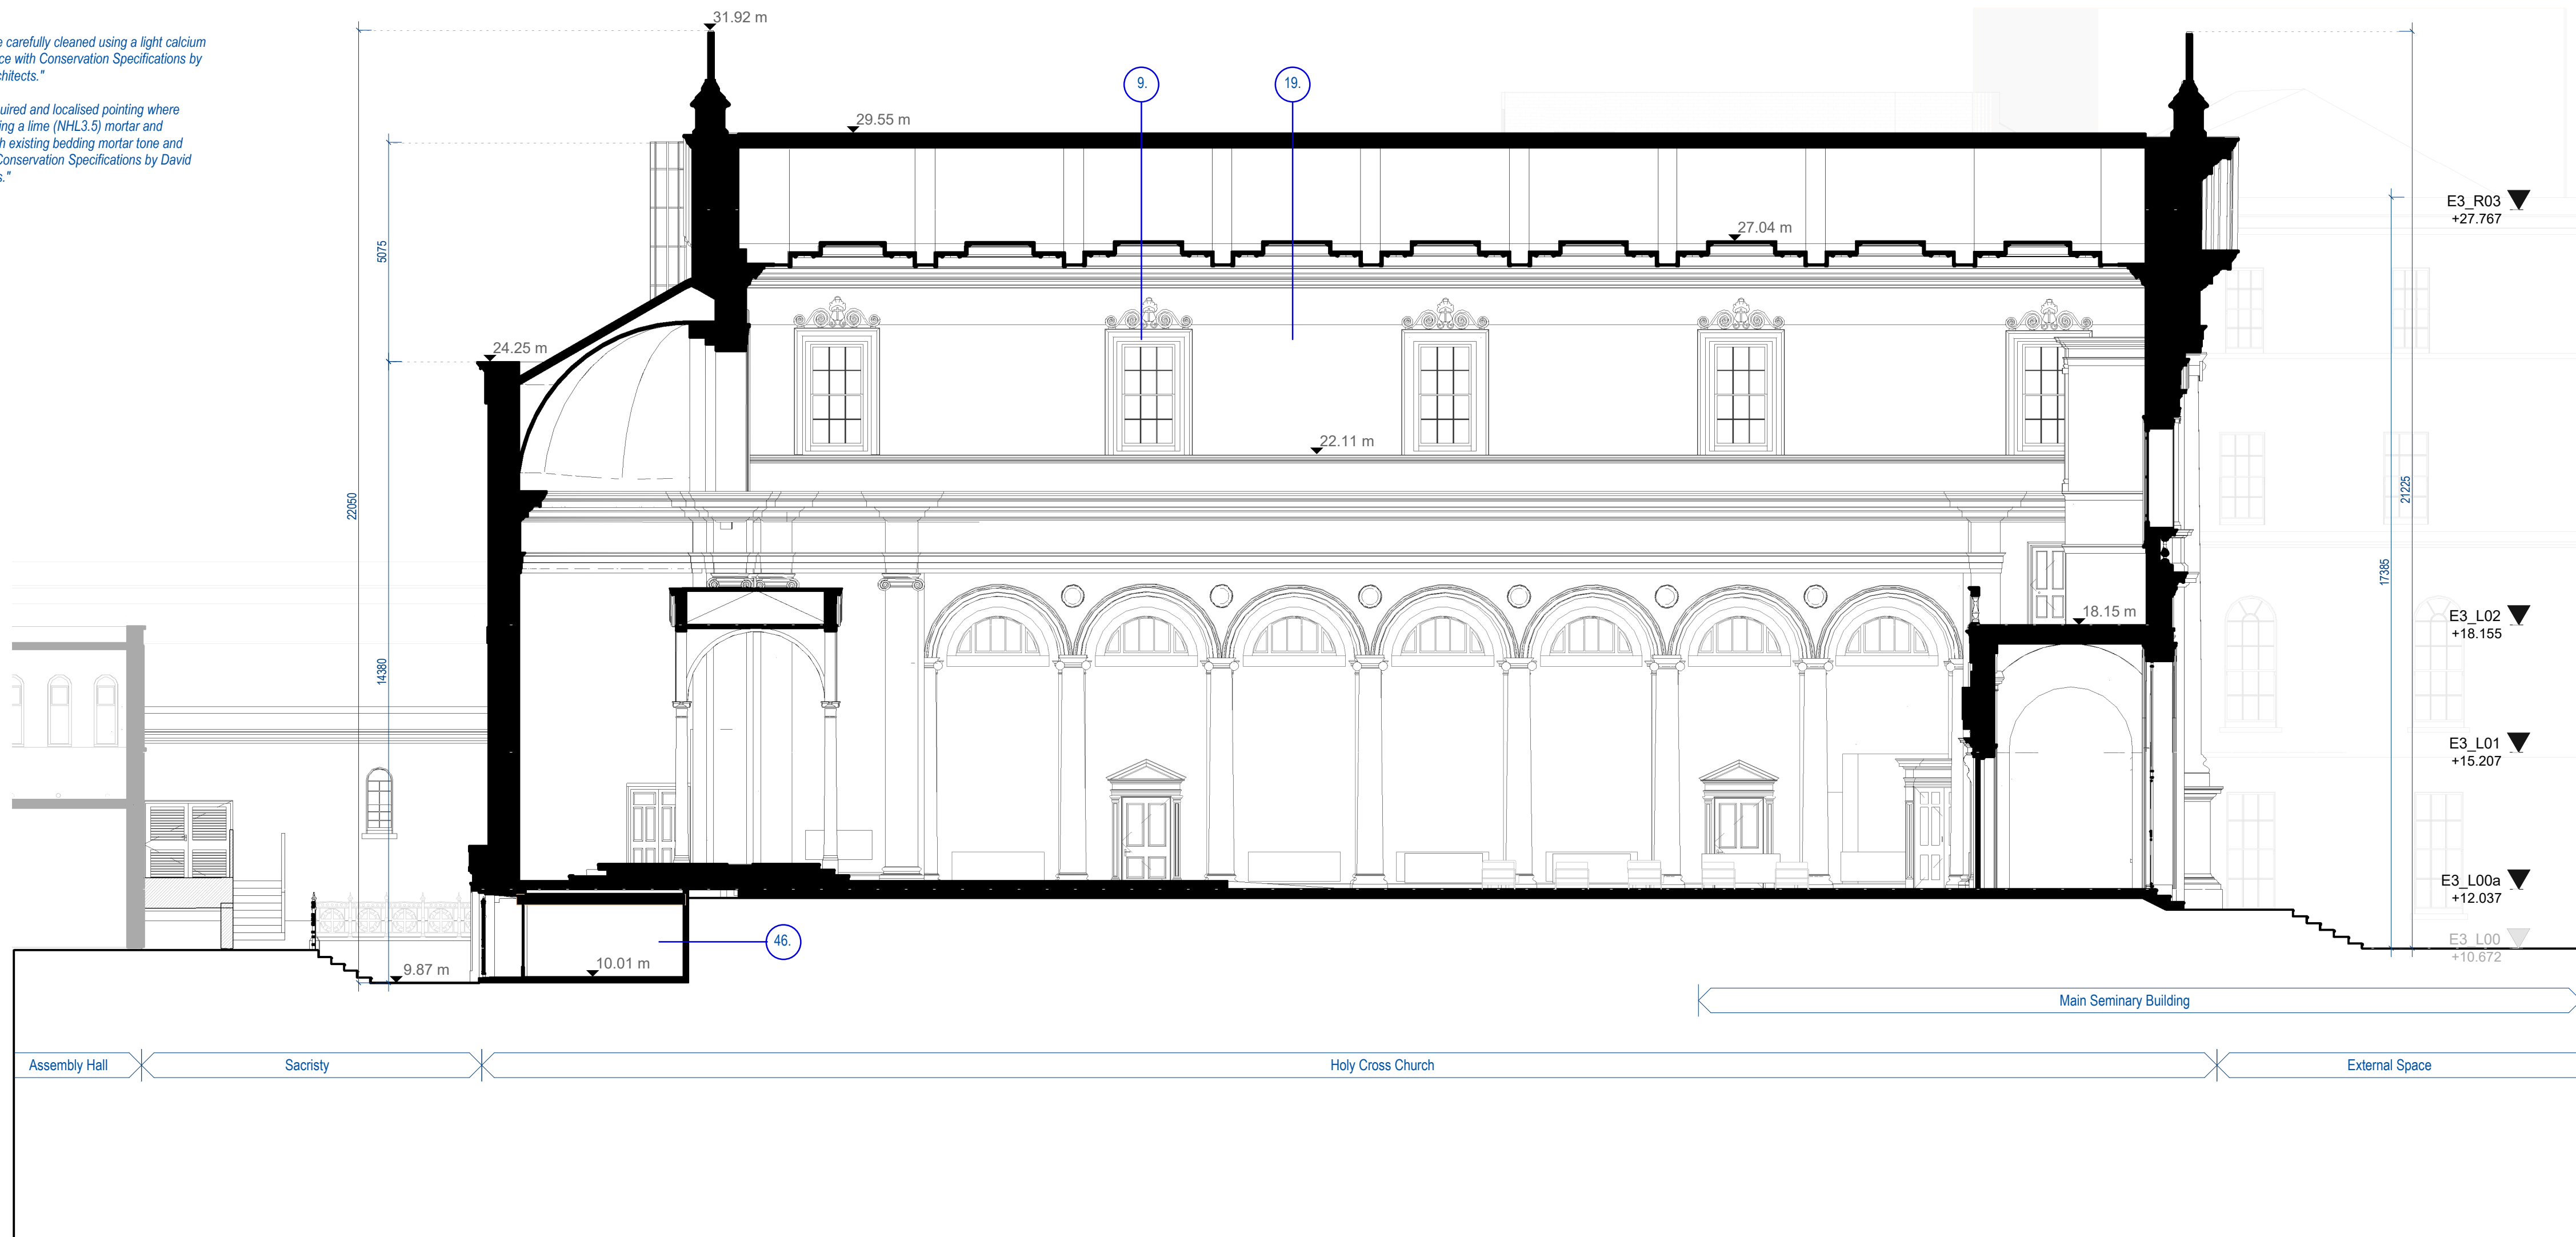 e carefully cleaned using a light calcium
ce with Conservation Specifications by
chitects."
uired and localised pointing where
ing a lime (NHL3.5) mortar and
h existing bedding mortar tone and
Conservation Specifications by David
s."
31.92 m
9.
19.
29.55 m
27.04 m
24.25 m
22.11 m
18.15 m
5075
22050
14380
21225
17385
E3_R03
+27.767
E3_L02
+18.155
E3_L01
+15.207
E3_L00a
+12.037
E3_L00
+10.672
46.
9.87 m
10.01 m
Main Seminary Building
Assembly Hall
Sacristy
Holy Cross Church
External Space